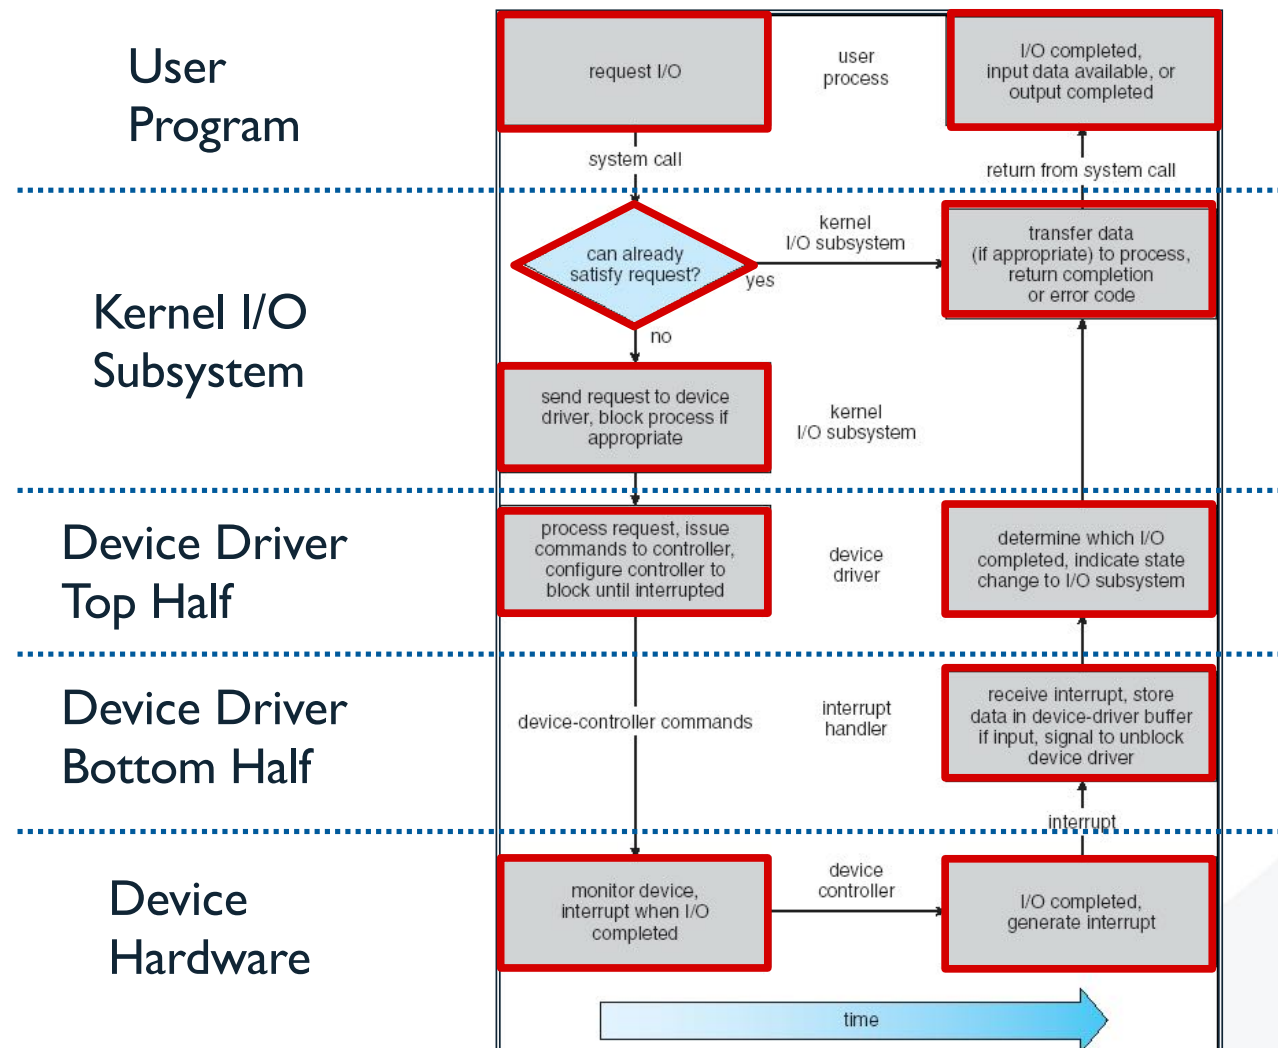 User
Program
request I/O
user
process
I/O completed,
input data available, or
output completed
system call
return from system call
Kernel I/O
Subsystem
can already
satisfy request?
kernel
I/O subsystem
yes
transfer data
(if appropriate) to process,
return completion
or error code
no
send request to device
driver, block process if
appropriate
kernel
I/O subsystem
Device Driver
Top Half
process request, issue
commands to controller,
configure controller to
block until interrupted
device
driver
determine which I/O
completed, indicate state
change to I/O subsystem
Device Driver
Bottom Half
device-controller commands
interrupt
handler
receive interrupt, store
data in device-driver buffer
if input, signal to unblock
device driver
interrupt
Device
Hardware
monitor device,
interrupt when I/O
completed
device
controller
I/O completed,
generate interrupt
time